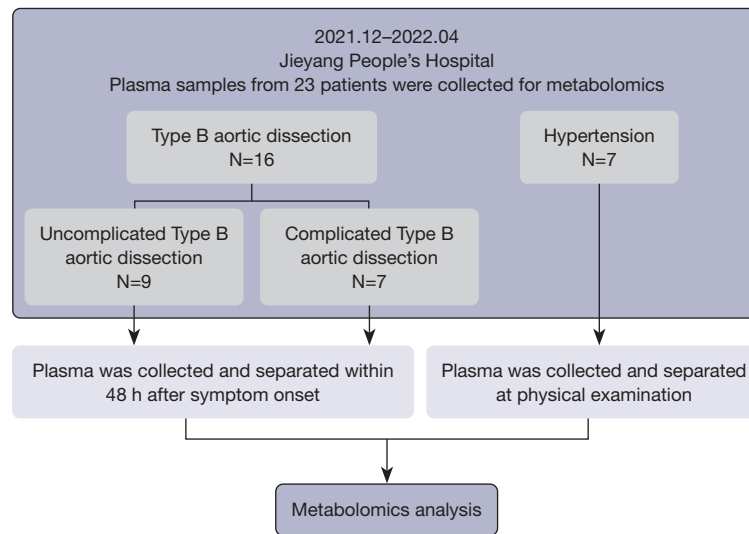 2021.12–2022.04
Jieyang People's Hospital
Plasma samples from 23 patients were collected for metabolomics
Type B aortic dissection
N=16
Hypertension
N=7
Uncomplicated Type B
aortic dissection
N=9
Complicated Type B
aortic dissection
N=7
Plasma was collected and separated within
48 h after symptom onset
Plasma was collected and separated
at physical examination
Metabolomics analysis